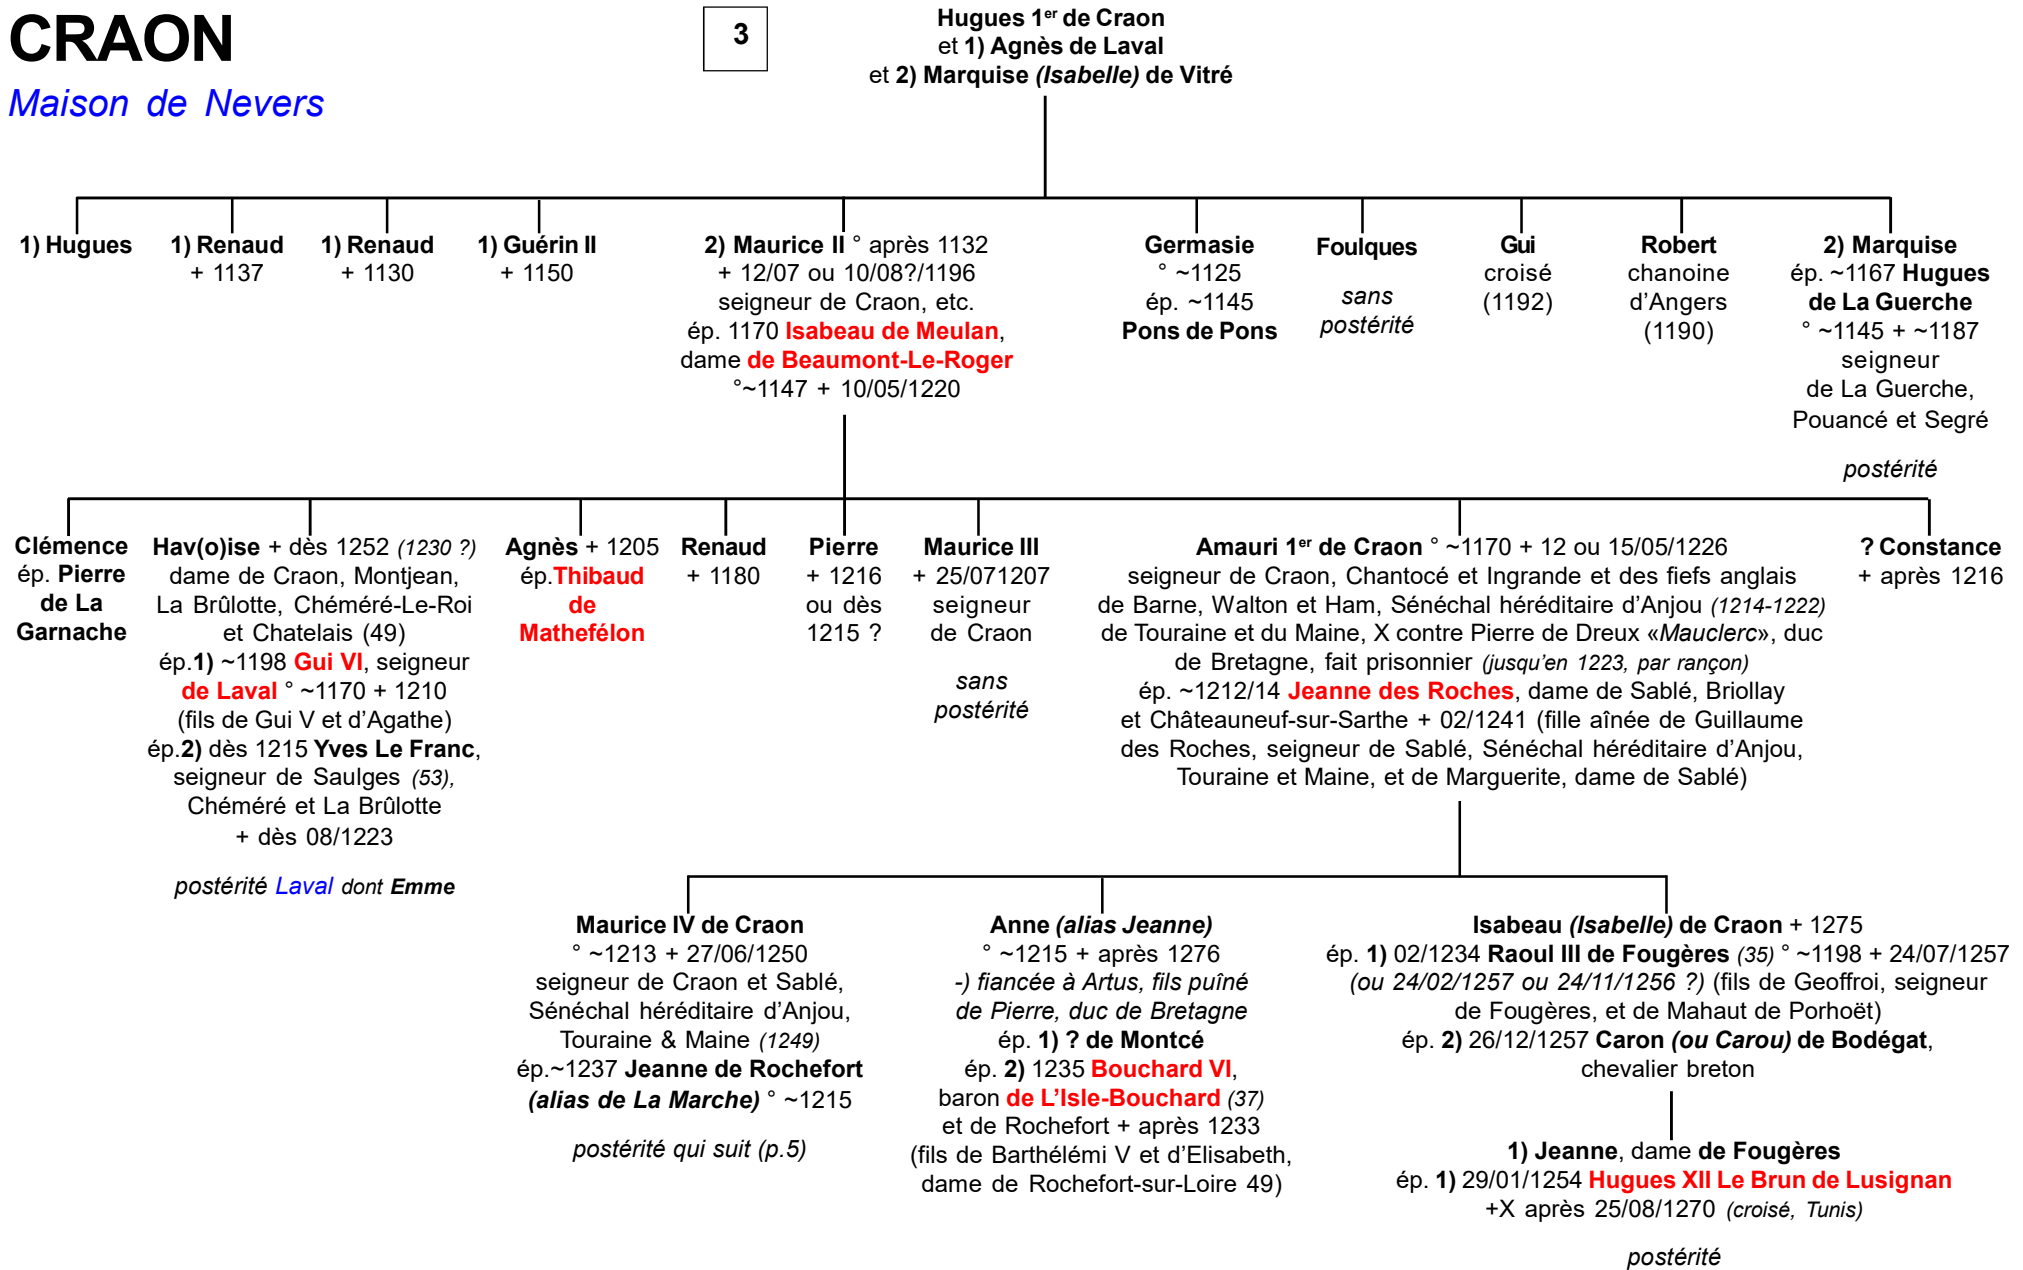 CRAON
Maison de Nevers
3
Hugues 1er de Craon
et 1) Agnès de Laval
et 2) Marquise (Isabelle) de Vitré
1) Hugues
1) Renaud
+ 1137
1) Renaud
+ 1130
1) Guérin II
+ 1150
2) Maurice II ° après 1132
+ 12/07 ou 10/08?/1196
seigneur de Craon, etc.
ép. 1170 Isabeau de Meulan,
dame de Beaumont-Le-Roger
°~1147 + 10/05/1220
Germasie
° ~1125
ép. ~1145
Pons de Pons
Foulques
sans
postérité
Gui
croisé
(1192)
Robert
chanoine
d'Angers
(1190)
2) Marquise
ép. ~1167 Hugues
de La Guerche
° ~1145 + ~1187
seigneur
de La Guerche,
Pouancé et Segré
postérité
Clémence
ép. Pierre
de La
Garnache
Hav(o)ise + dès 1252 (1230 ?)
dame de Craon, Montjean,
La Brûlotte, Chéméré-Le-Roi
et Chatelais (49)
ép.1) ~1198 Gui VI, seigneur
de Laval ° ~1170 + 1210
(fils de Gui V et d'Agathe)
ép.2) dès 1215 Yves Le Franc,
seigneur de Saulges (53),
Chéméré et La Brûlotte
+ dès 08/1223
postérité Laval dont Emme
Agnès + 1205
ép.Thibaud
de
Mathefélon
Renaud
+ 1180
Pierre
+ 1216
ou dès
1215 ?
Maurice III
+ 25/071207
seigneur
de Craon
sans
postérité
Amauri 1er de Craon ° ~1170 + 12 ou 15/05/1226
seigneur de Craon, Chantocé et Ingrande et des fiefs anglais
de Barne, Walton et Ham, Sénéchal héréditaire d'Anjou (1214-1222)
de Touraine et du Maine, X contre Pierre de Dreux «Mauclerc», duc
de Bretagne, fait prisonnier (jusqu'en 1223, par rançon)
ép. ~1212/14 Jeanne des Roches, dame de Sablé, Briollay
et Châteauneuf-sur-Sarthe + 02/1241 (fille aînée de Guillaume
des Roches, seigneur de Sablé, Sénéchal héréditaire d'Anjou,
Touraine et Maine, et de Marguerite, dame de Sablé)
? Constance
+ après 1216
Maurice IV de Craon
° ~1213 + 27/06/1250
seigneur de Craon et Sablé,
Sénéchal héréditaire d'Anjou,
Touraine & Maine (1249)
ép.~1237 Jeanne de Rochefort
(alias de La Marche) ° ~1215
postérité qui suit (p.5)
Anne (alias Jeanne)
° ~1215 + après 1276
-) fiancée à Artus, fils puîné
de Pierre, duc de Bretagne
ép. 1) ? de Montcé
ép. 2) 1235 Bouchard VI,
baron de L'Isle-Bouchard (37)
et de Rochefort + après 1233
(fils de Barthélémi V et d'Elisabeth,
dame de Rochefort-sur-Loire 49)
Isabeau (Isabelle) de Craon + 1275
ép. 1) 02/1234 Raoul III de Fougères (35) ° ~1198 + 24/07/1257
(ou 24/02/1257 ou 24/11/1256 ?) (fils de Geoffroi, seigneur
de Fougères, et de Mahaut de Porhoët)
ép. 2) 26/12/1257 Caron (ou Carou) de Bodégat,
chevalier breton
1) Jeanne, dame de Fougères
ép. 1) 29/01/1254 Hugues XII Le Brun de Lusignan
+X après 25/08/1270 (croisé, Tunis)
postérité